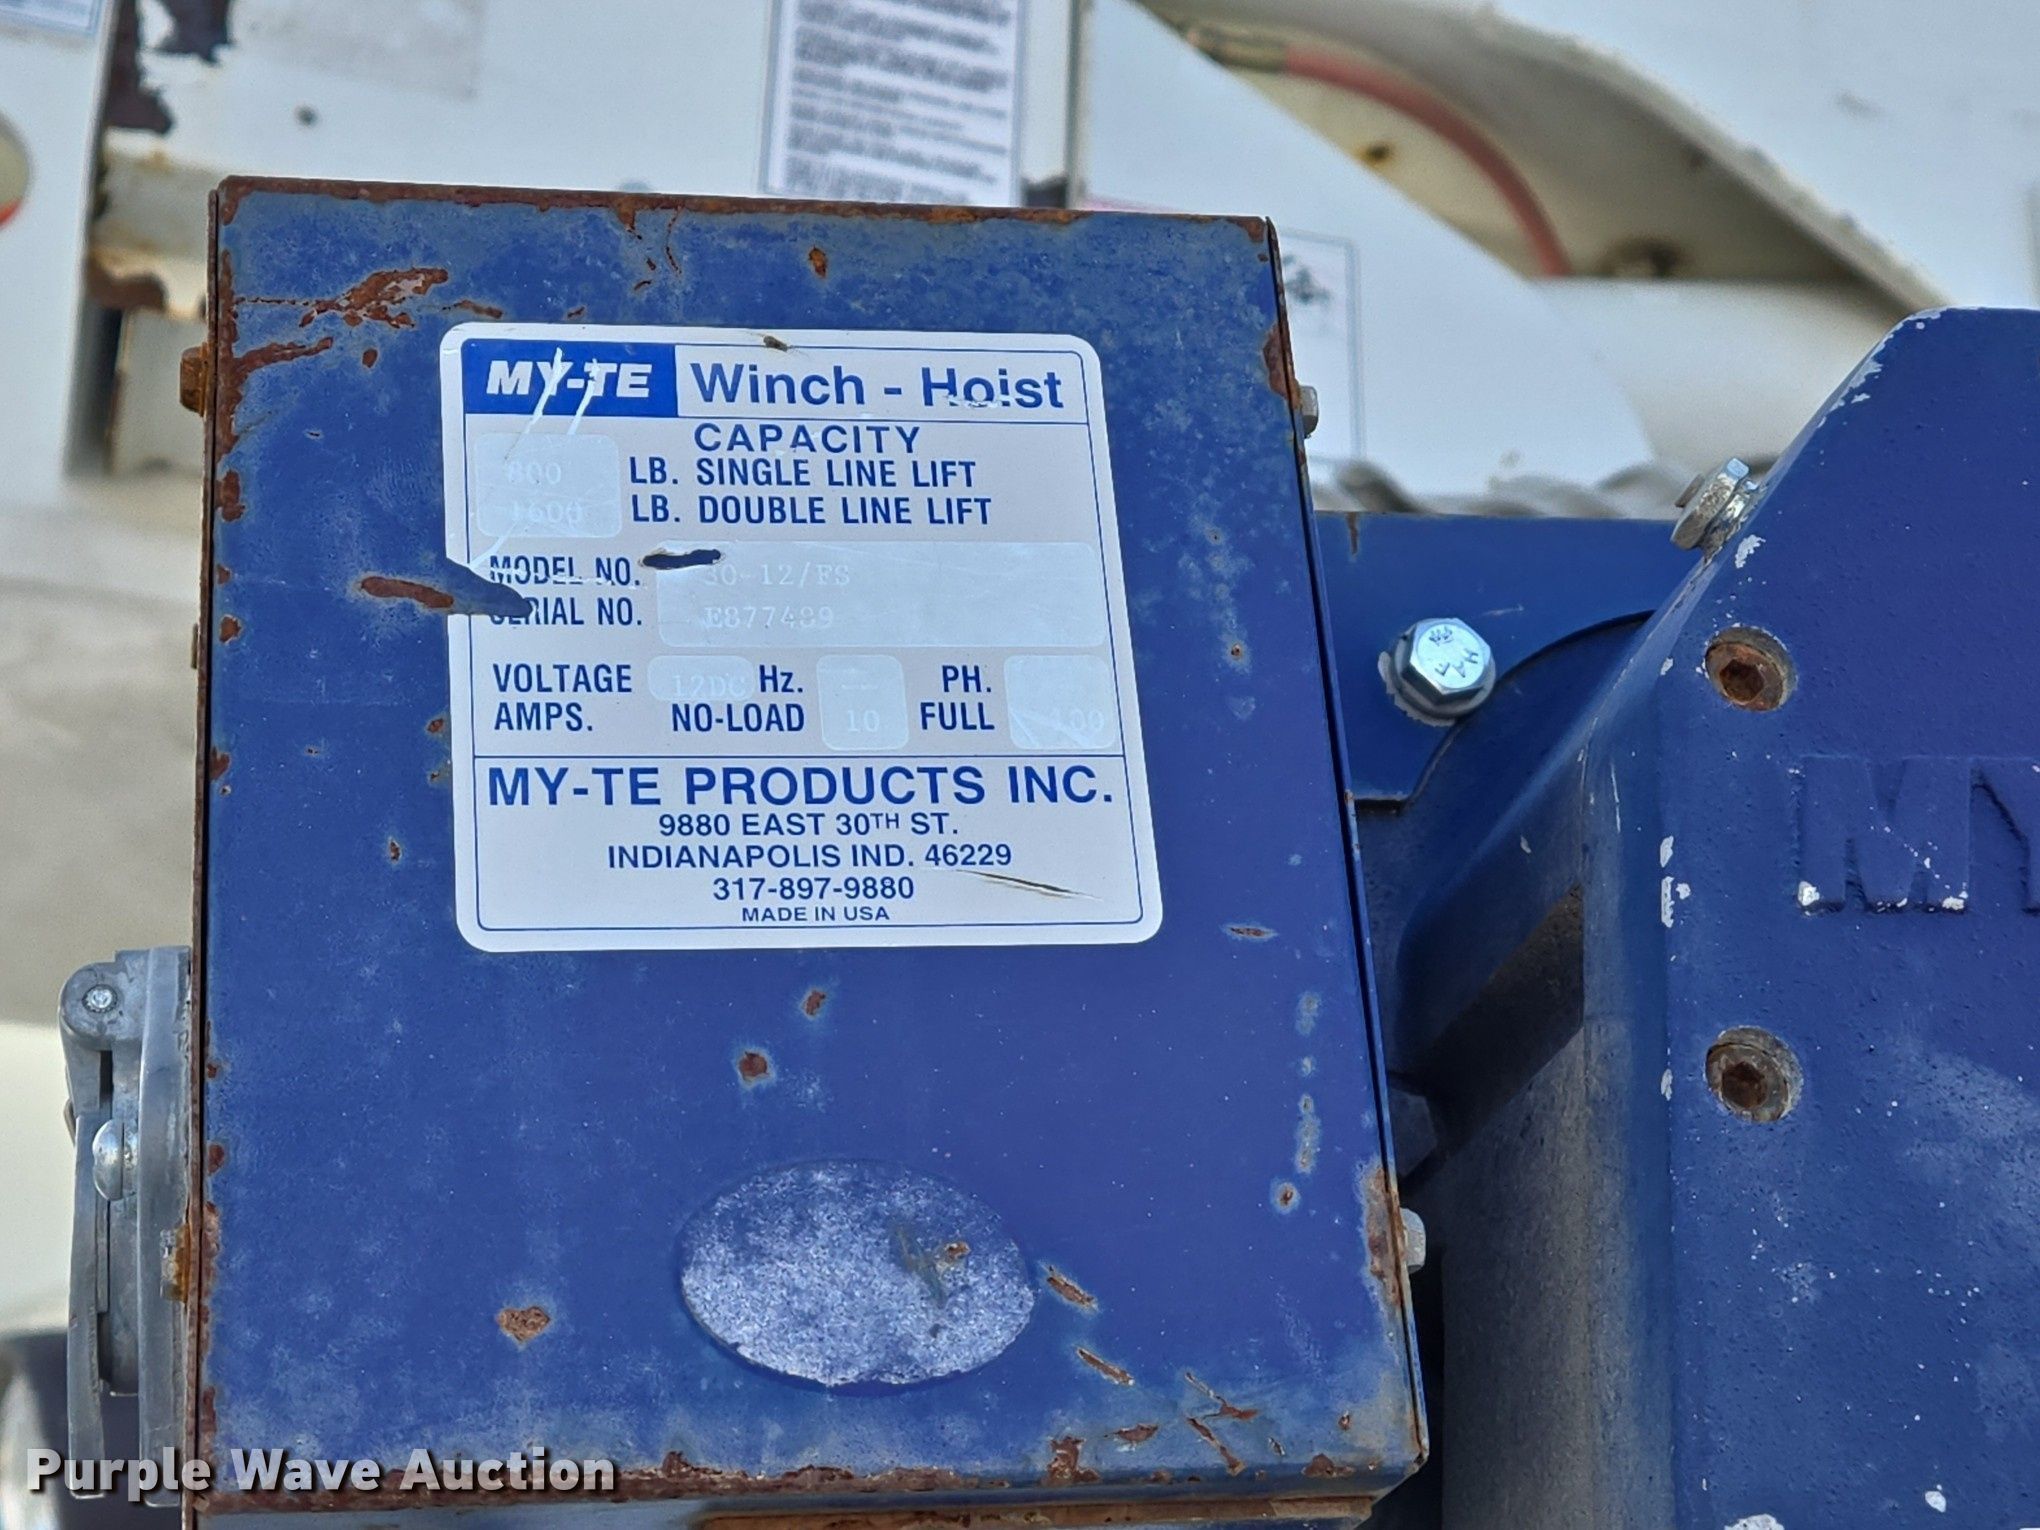 MY-TE Winch - Hoist
CAPACITY
800 LB. SINGLE LINE LIFT
1600 LB. DOUBLE LINE LIFT
MODEL NO. 30-12/FS
SERIAL NO. E877489
VOLTAGE 12DC Hz. -- PH.
AMPS. NO-LOAD 10 FULL 100
MY-TE PRODUCTS INC.
9880 EAST 30TH ST.
INDIANAPOLIS IND. 46229
317-897-9880
MADE IN USA
MY
Purple Wave Auction